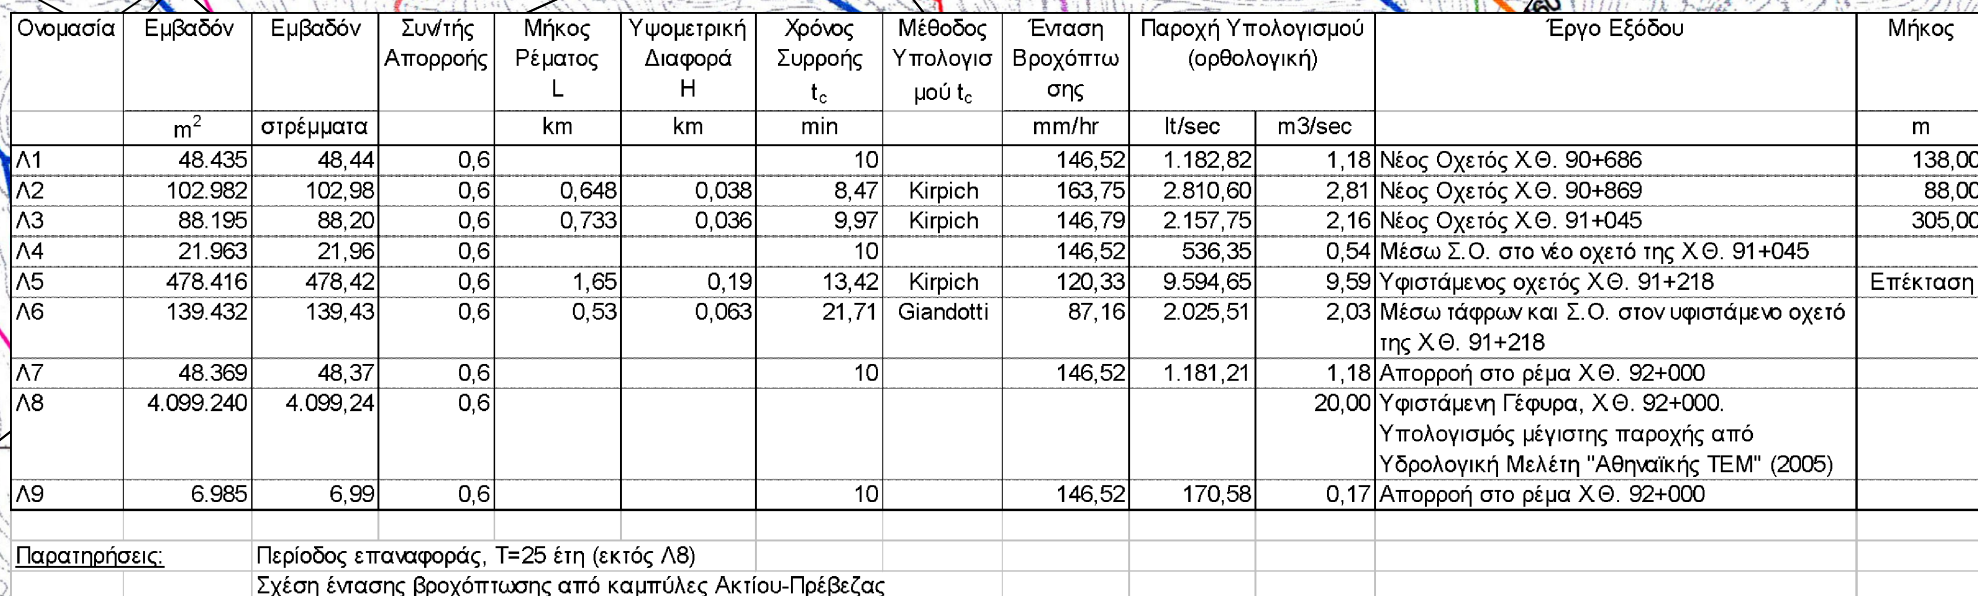 260
Ονομασία Εμβαδόν Εμβαδόν Συν/τής Μήκος Υψομετρική Χρόνος Μέθοδος Ένταση Παροχή Υπολογισμού Έργο Εξόδου Μήκος
Απορροής Ρέματος Διαφορά Συρροής Υπολογισ Βροχόπτω (ορθολογική)
L H tc μού tc σης
m2 στρέμματα km km min mm/hr lt/sec m3/sec m
Λ1 48.435 48,44 0,6 10 146,52 1.182,82 1,18 Νέος Οχετός Χ.Θ. 90+686 138,00
Λ2 102.982 102,98 0,6 0,648 0,038 8,47 Kirpich 163,75 2.810,60 2,81 Νέος Οχετός Χ.Θ. 90+869 88,00
Λ3 88.195 88,20 0,6 0,733 0,036 9,97 Kirpich 146,79 2.157,75 2,16 Νέος Οχετός Χ.Θ. 91+045 305,00
Λ4 21.963 21,96 0,6 10 146,52 536,35 0,54 Μέσω Σ.Ο. στο νέο οχετό της Χ.Θ. 91+045
Λ5 478.416 478,42 0,6 1,65 0,19 13,42 Kirpich 120,33 9.594,65 9,59 Υφιστάμενος οχετός Χ.Θ. 91+218 Επέκταση
Λ6 139.432 139,43 0,6 0,53 0,063 21,71 Giandotti 87,16 2.025,51 2,03 Μέσω τάφρων και Σ.Ο. στον υφιστάμενο οχετό
της Χ.Θ. 91+218
Λ7 48.369 48,37 0,6 10 146,52 1.181,21 1,18 Απορροή στο ρέμα Χ.Θ. 92+000
Λ8 4.099.240 4.099,24 0,6 20,00 Υφιστάμενη Γέφυρα, Χ.Θ. 92+000.
Υπολογισμός μέγιστης παροχής από
Υδρολογική Μελέτη "Αθηναϊκής ΤΕΜ" (2005)
Λ9 6.985 6,99 0,6 10 146,52 170,58 0,17 Απορροή στο ρέμα Χ.Θ. 92+000
Παρατηρήσεις: Περίοδος επαναφοράς, Τ=25 έτη (εκτός Λ8)
Σχέση έντασης βροχόπτωσης από καμπύλες Ακτίου-Πρέβεζας